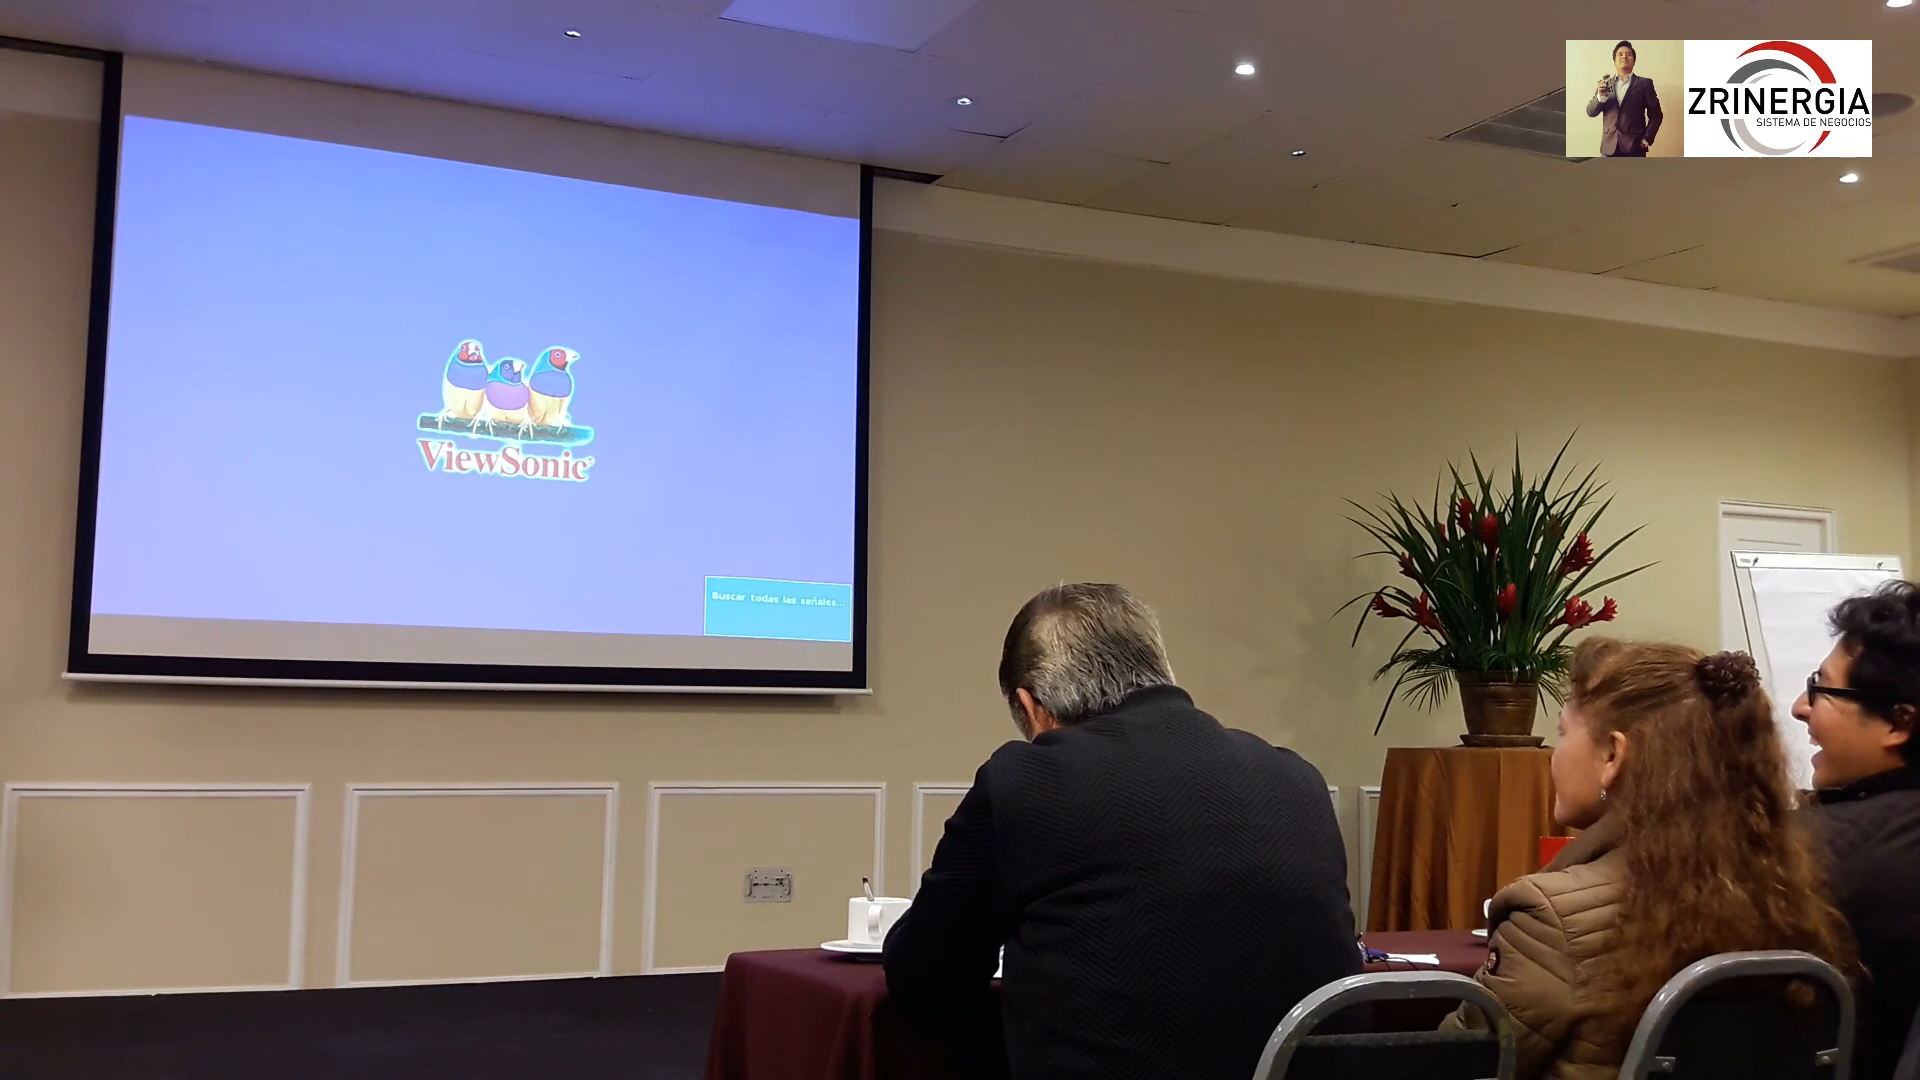 ZRINERGIA
SISTEMA DE NEGOCIOS
ViewSonic
Buscar todas las señales...